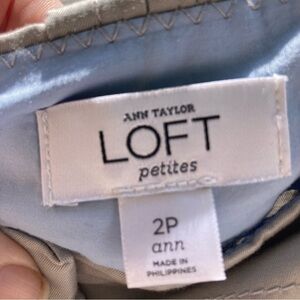 ANN TAYLOR
LOFT
petites
2P
ann
MADE IN
PHILIPPINES